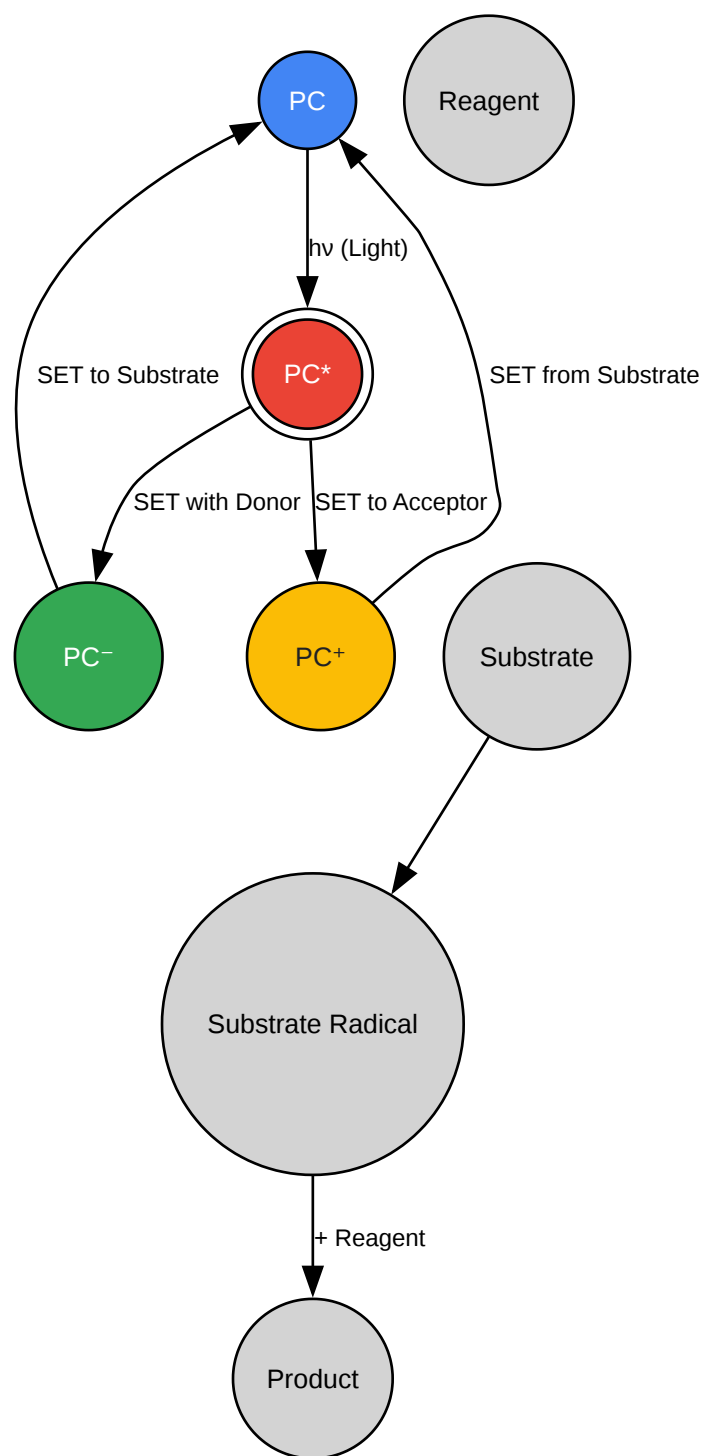 PC
Reagent
hν (Light)
PC*
SET to Substrate
SET from Substrate
SET with Donor
SET to Acceptor
PC⁻
PC⁺
Substrate
Substrate Radical
+ Reagent
Product